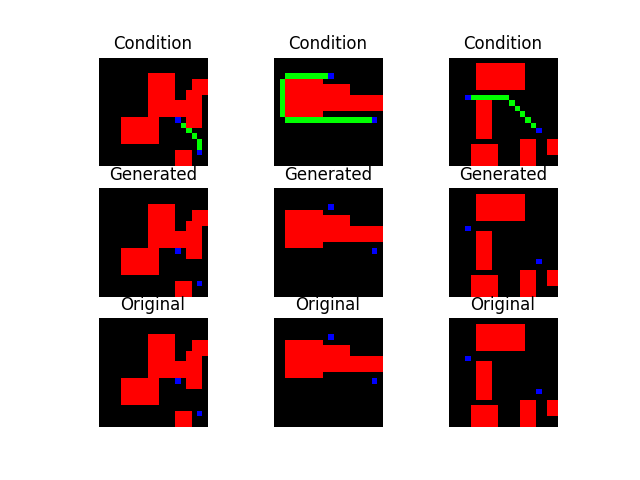 Condition Condition Condition
Generated Generated Generated
Original Original Original